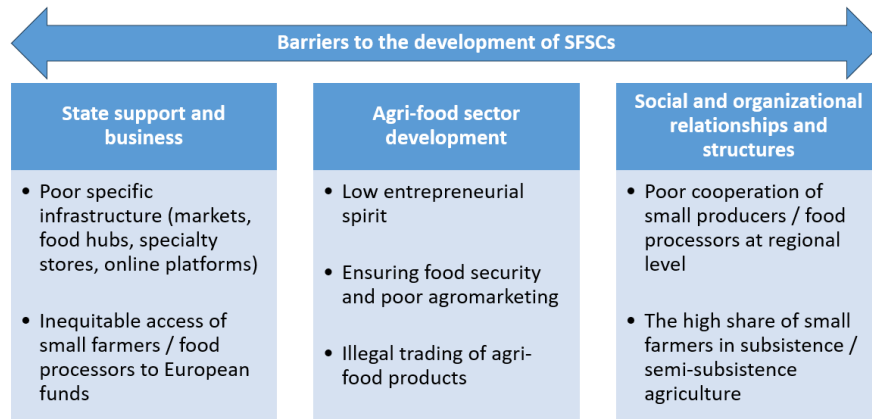 Barriers to the development of SFSCs
State support and
business
• Poor specific
infrastructure (markets,
food hubs, specialty
stores, online platforms)
• Inequitable access of
small farmers / food
processors to European
funds
Agri-food sector
development
• Low entrepreneurial
spirit
• Ensuring food security
and poor agromarketing
• Illegal trading of agri-
food products
Social and organizational
relationships and
structures
• Poor cooperation of
small producers / food
processors at regional
level
• The high share of small
farmers in subsistence /
semi-subsistence
agriculture